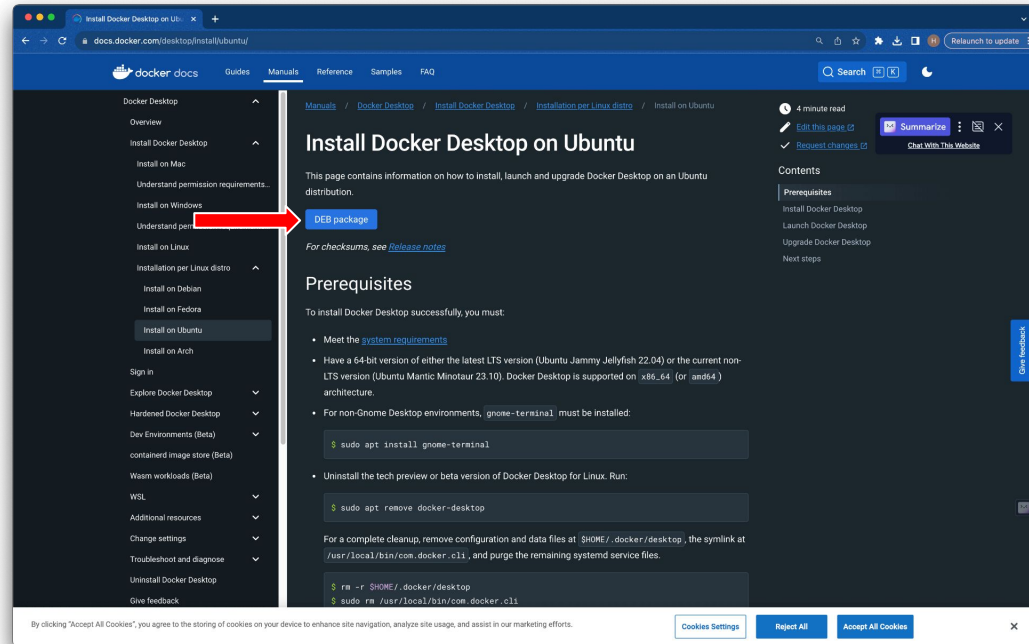 Install Docker Desktop on Ub
docs.docker.com/desktop/install/ubuntu/
H
Relaunch to update
docker docs
Guides
Manuals
Reference
Samples
FAQ
Search
K
Docker Desktop
Overview
Install Docker Desktop
Install on Mac
Understand permission requirements...
Install on Windows
Understand per
Install on Linux
Installation per Linux distro
Install on Debian
Install on Fedora
Install on Ubuntu
Install on Arch
Sign in
Explore Docker Desktop
Hardened Docker Desktop
Dev Environments (Beta)
containerd image store (Beta)
Wasm workloads (Beta)
WSL
Additional resources
Change settings
Troubleshoot and diagnose
Uninstall Docker Desktop
Give feedback
Manuals / Docker Desktop / Install Docker Desktop / Installation per Linux distro / Install on Ubuntu
Install Docker Desktop on Ubuntu
This page contains information on how to install, launch and upgrade Docker Desktop on an Ubuntu
distribution.
DEB package
For checksums, see Release notes
Prerequisites
To install Docker Desktop successfully, you must:
• Meet the system requirements
• Have a 64-bit version of either the latest LTS version (Ubuntu Jammy Jellyfish 22.04) or the current non-
LTS version (Ubuntu Mantic Minotaur 23.10). Docker Desktop is supported on x86_64 (or amd64)
architecture.
• For non-Gnome Desktop environments, gnome-terminal must be installed:
$ sudo apt install gnome-terminal
• Uninstall the tech preview or beta version of Docker Desktop for Linux. Run:
$ sudo apt remove docker-desktop
For a complete cleanup, remove configuration and data files at $HOME/.docker/desktop, the symlink at
/usr/local/bin/com.docker.cli, and purge the remaining systemd service files.
$ rm -r $HOME/.docker/desktop
$ sudo rm /usr/local/bin/com.docker.cli
4 minute read
Edit this page
Request changes
Summarize
Chat With This Website
Contents
Prerequisites
Install Docker Desktop
Launch Docker Desktop
Upgrade Docker Desktop
Next steps
Give feedback
By clicking "Accept All Cookies", you agree to the storing of cookies on your device to enhance site navigation, analyze site usage, and assist in our marketing efforts.
Cookies Settings
Reject All
Accept All Cookies